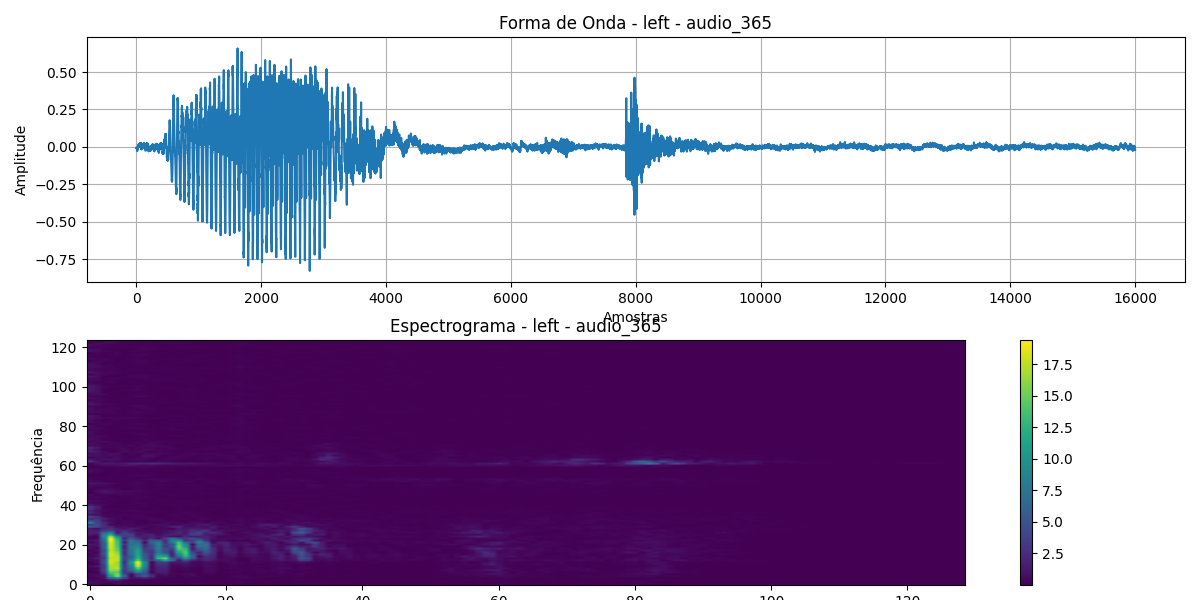 Forma de Onda - left - audio_365
Amplitude
0.50
0.25
0.00
−0.25
−0.50
−0.75
0 2000 4000 6000 8000 10000 12000 14000 16000
Amostras
Espectrograma - left - audio_365
Frequência
120
100
80
60
40
20
0
0 20 40 60 80 100 120
17.5
15.0
12.5
10.0
7.5
5.0
2.5